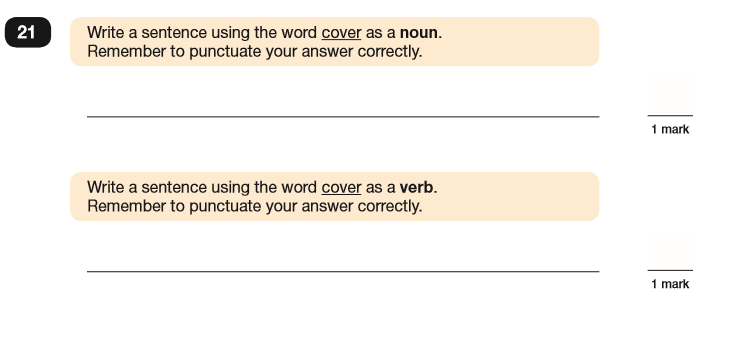 21
Write a sentence using the word cover as a noun.
Remember to punctuate your answer correctly.
1 mark
Write a sentence using the word cover as a verb.
Remember to punctuate your answer correctly.
1 mark